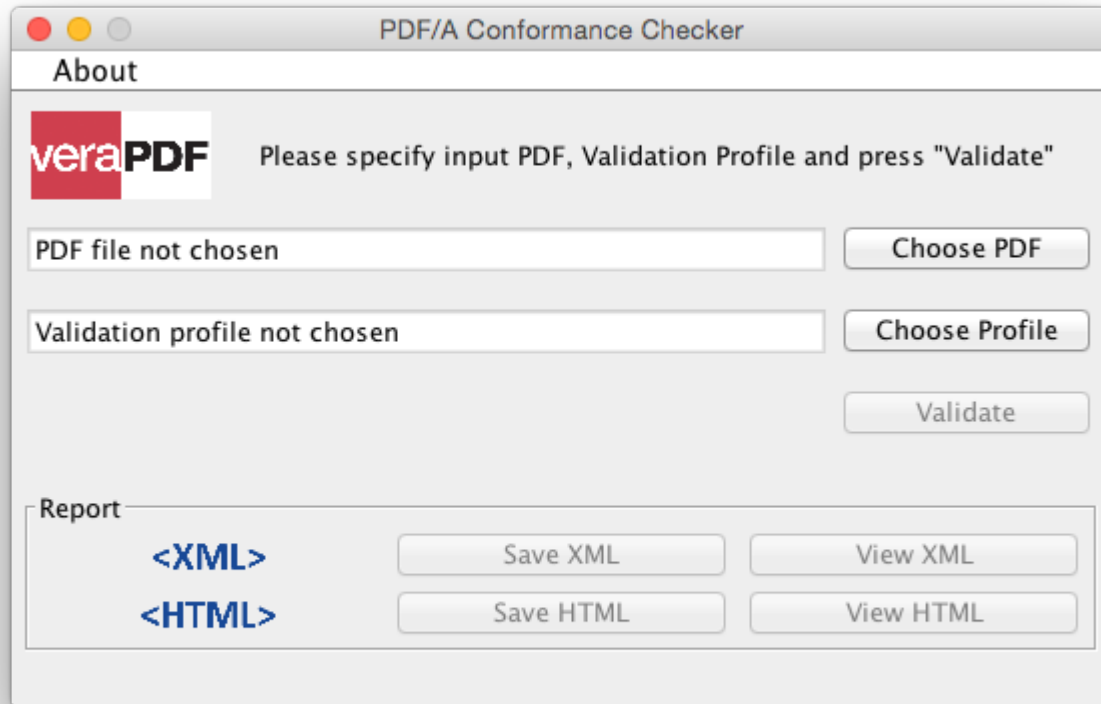 PDF/A Conformance Checker
About
veraPDF
Please specify input PDF, Validation Profile and press "Validate"
PDF file not chosen
Choose PDF
Validation profile not chosen
Choose Profile
Validate
Report
<XML>
Save XML
View XML
<HTML>
Save HTML
View HTML